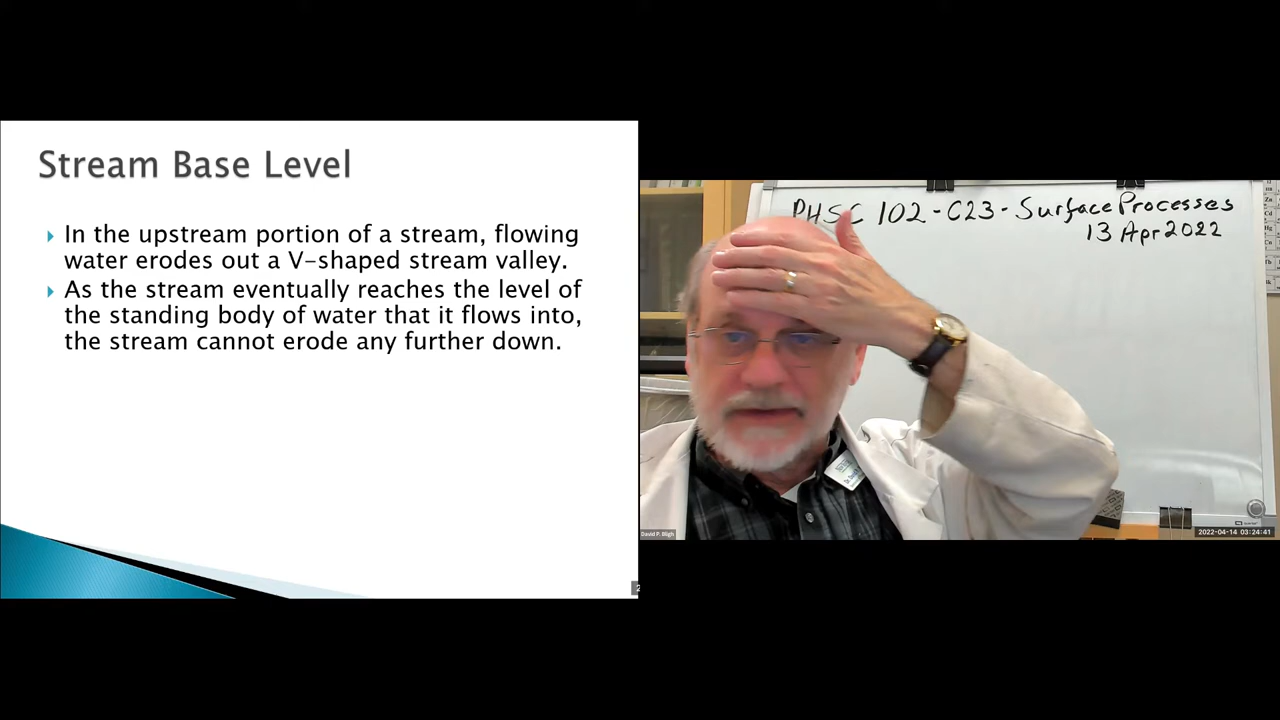 Stream Base Level
In the upstream portion of a stream, flowing
water erodes out a V-shaped stream valley.
As the stream eventually reaches the level of
the standing body of water that it flows into,
the stream cannot erode any further down.
PHSC 102-C23-Surface Processes
13 Apr 2022
David P. Bligh
2022-04-14 03:24:41